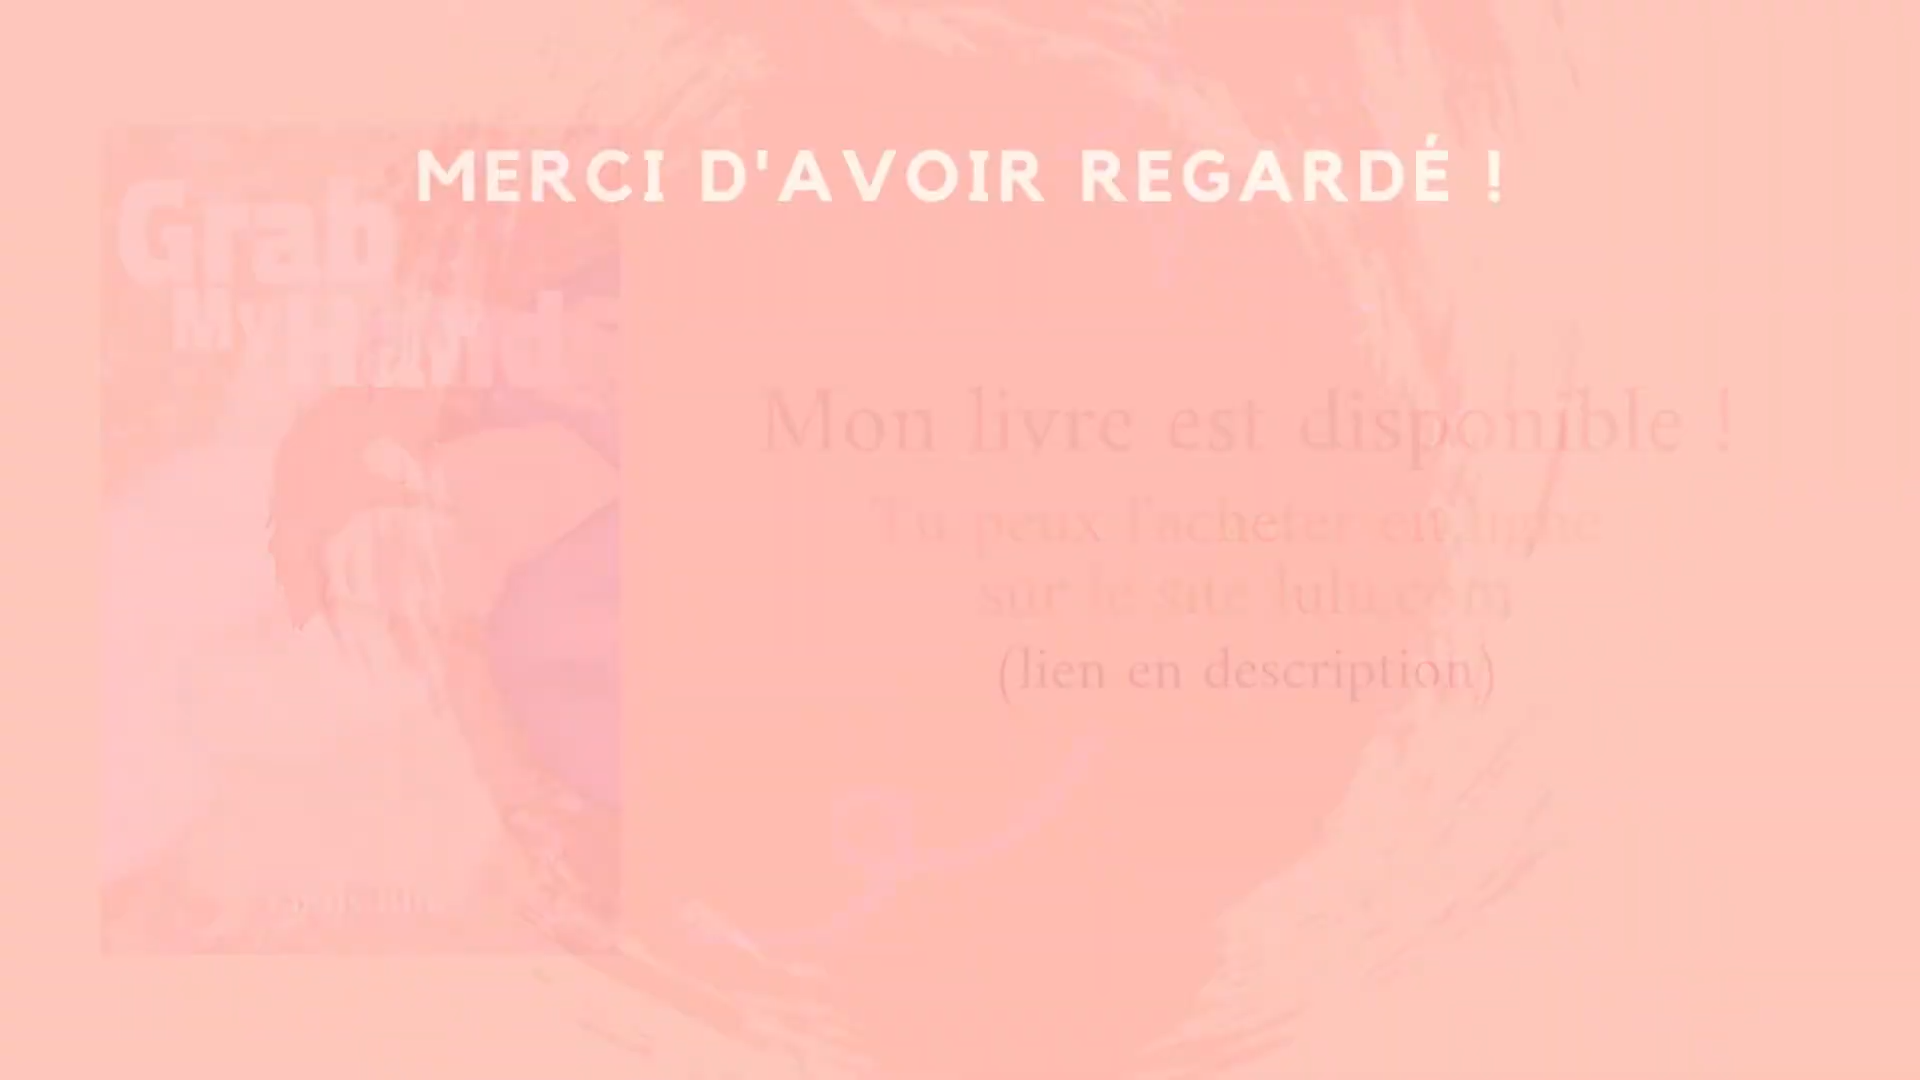 MERCI D'AVOIR REGARDÉ !
Grab
My Hand
Mon livre est disponible !
Tu peux l'acheter en ligne
sur le site lulu.com
(lien en description)